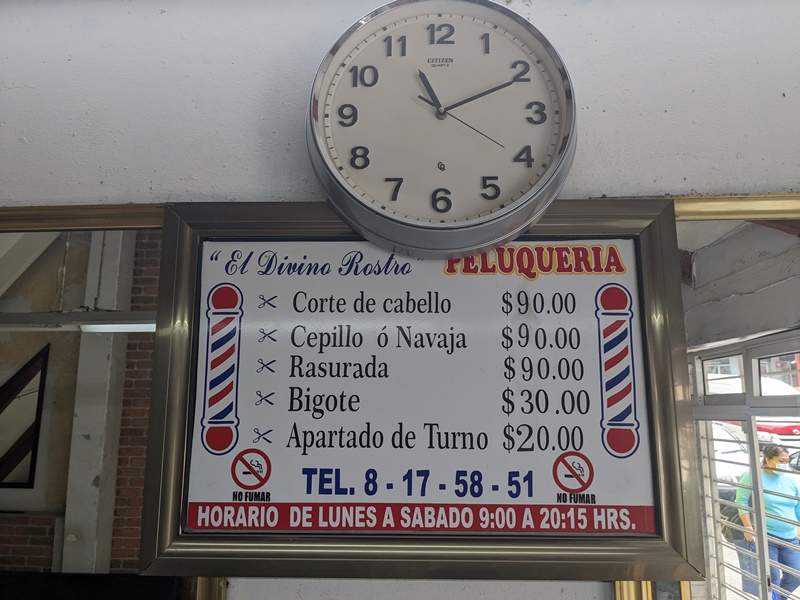 12
11 1
10 2
9 3
8 4
7 5
6
CITIZEN
QUARTZ
"El Divino Rostro" PELUQUERIA
Corte de cabello $90.00
Cepillo ó Navaja $90.00
Rasurada $90.00
Bigote $30.00
Apartado de Turno $20.00
TEL. 8 - 17 - 58 - 51
NO FUMAR NO FUMAR
HORARIO DE LUNES A SABADO 9:00 A 20:15 HRS.